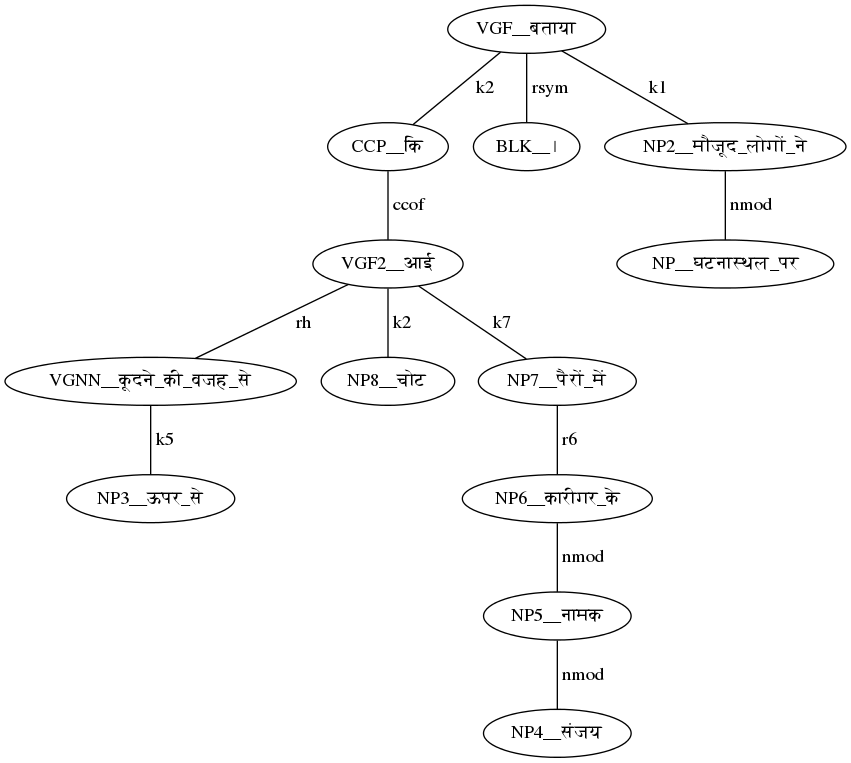 VGF__बताया
k2 rsym k1
CCP__कि BLK__। NP2__मौजूद_लोगों_ने
ccof nmod
VGF2__आई NP__घटनास्थल_पर
rh k2 k7
VGNN__कूदने_की_वजह_से NP8__चोट NP7__पैरों_में
k5 r6
NP3__ऊपर_से NP6__कारीगर_के
nmod
NP5__नामक
nmod
NP4__संजय